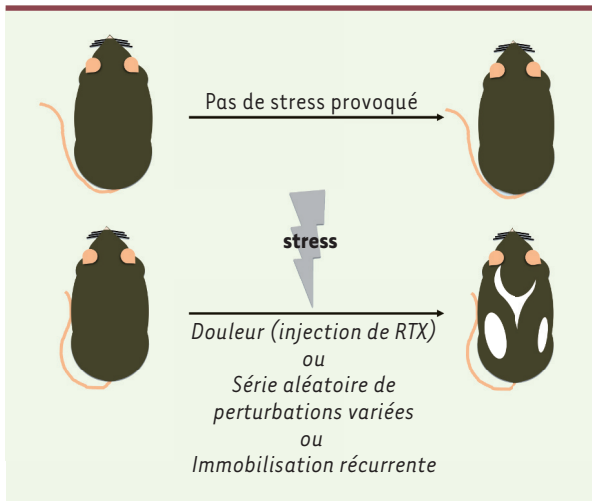 Pas de stress provoqué
stress
Douleur (injection de RTX)
ou
Série aléatoire de
perturbations variées
ou
Immobilisation récurrente